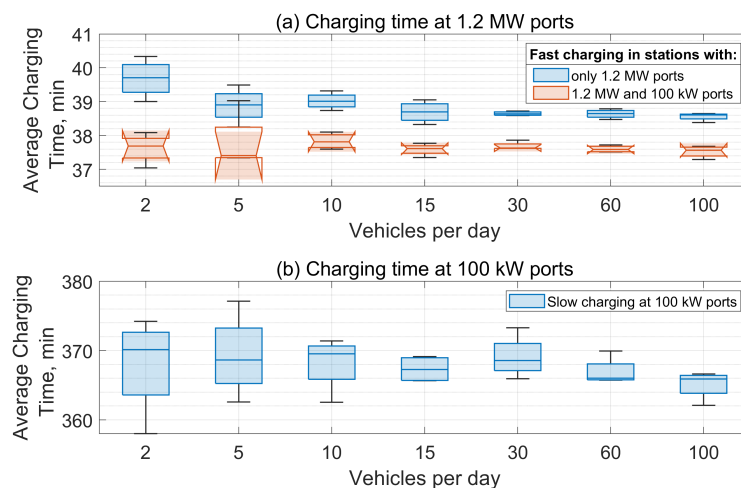 (a) Charging time at 1.2 MW ports
41
40
39
38
37
Average Charging
Time, min
Fast charging in stations with:
only 1.2 MW ports
1.2 MW and 100 kW ports
2 5 10 15 30 60 100
Vehicles per day
(b) Charging time at 100 kW ports
380
370
360
Average Charging
Time, min
Slow charging at 100 kW ports
2 5 10 15 30 60 100
Vehicles per day